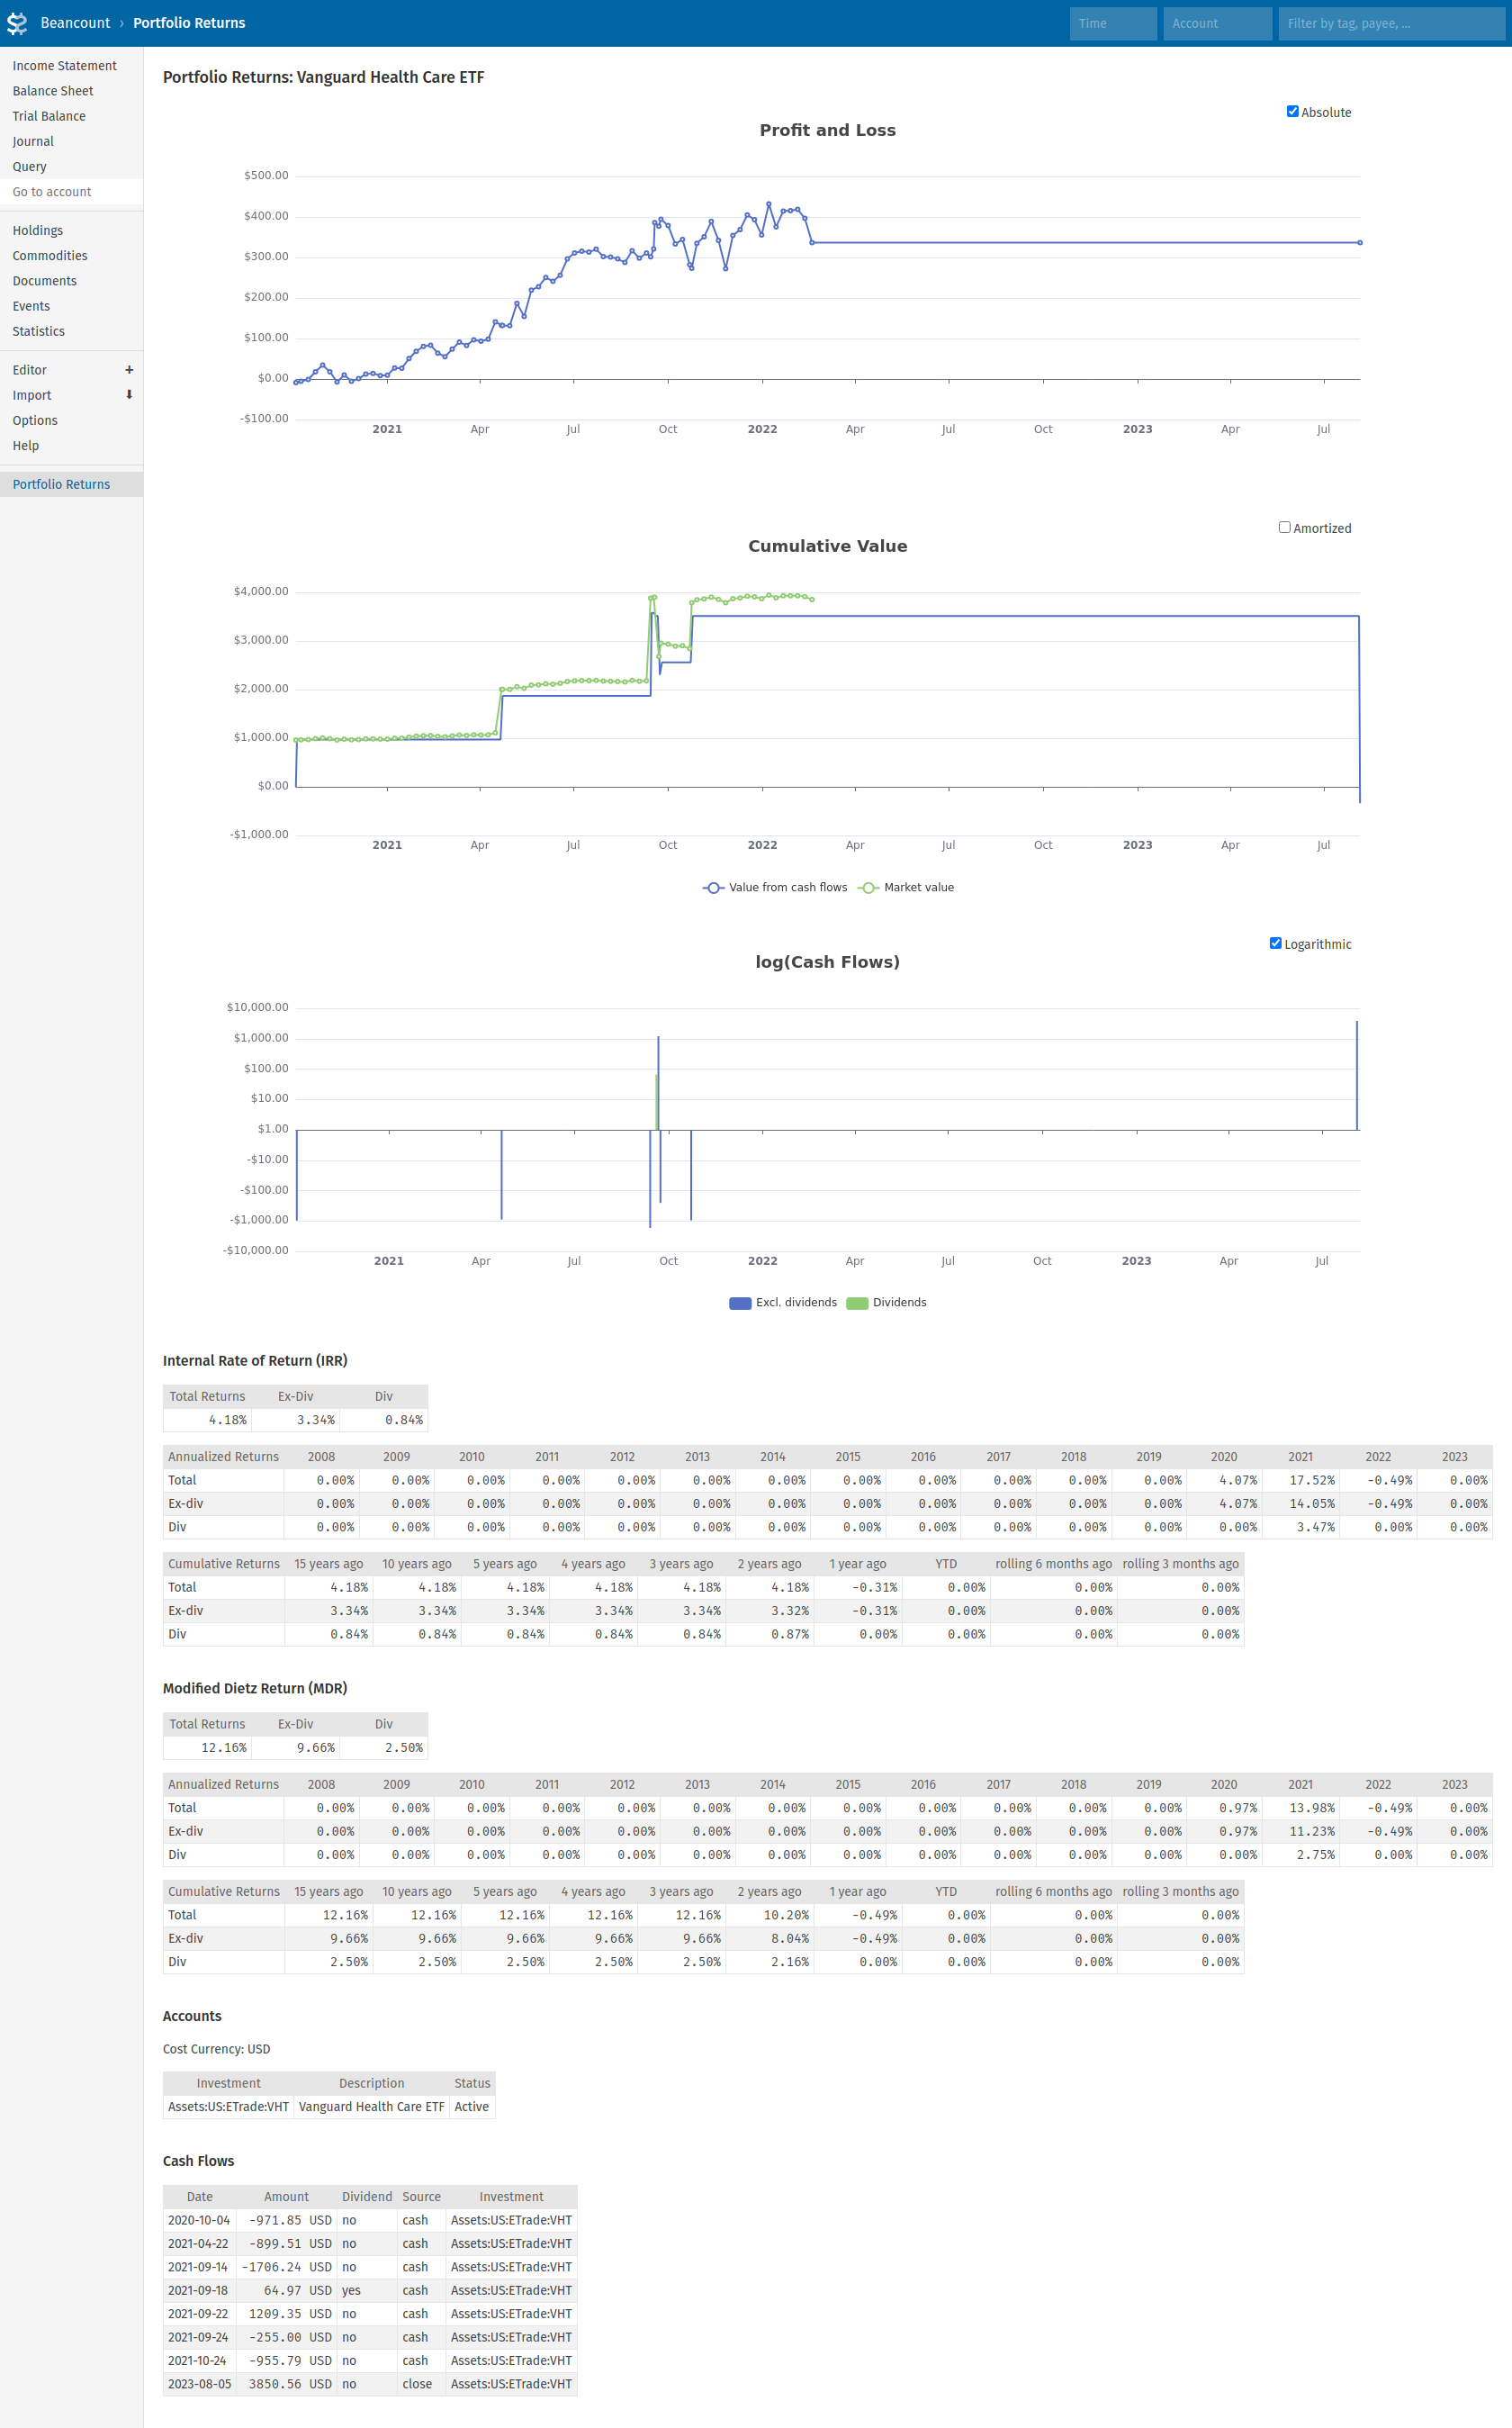 Beancount › Portfolio Returns
Time
Account
Filter by tag, payee, ...
Income Statement
Balance Sheet
Trial Balance
Journal
Query
Go to account
Holdings
Commodities
Documents
Events
Statistics
Editor +
Import
Options
Help
Portfolio Returns
Portfolio Returns: Vanguard Health Care ETF
Absolute
Profit and Loss
$500.00
$400.00
$300.00
$200.00
$100.00
$0.00
-$100.00
2021 Apr Jul Oct 2022 Apr Jul Oct 2023 Apr Jul
Amortized
Cumulative Value
$4,000.00
$3,000.00
$2,000.00
$1,000.00
$0.00
-$1,000.00
2021 Apr Jul Oct 2022 Apr Jul Oct 2023 Apr Jul
Value from cash flows Market value
Logarithmic
log(Cash Flows)
$10,000.00
$1,000.00
$100.00
$10.00
$1.00
-$10.00
-$100.00
-$1,000.00
-$10,000.00
2021 Apr Jul Oct 2022 Apr Jul Oct 2023 Apr Jul
Excl. dividends Dividends
Internal Rate of Return (IRR)
Total Returns Ex-Div Div
4.18% 3.34% 0.84%
Annualized Returns 2008 2009 2010 2011 2012 2013 2014 2015 2016 2017 2018 2019 2020 2021 2022 2023
Total 0.00% 0.00% 0.00% 0.00% 0.00% 0.00% 0.00% 0.00% 0.00% 0.00% 0.00% 0.00% 4.07% 17.52% -0.49% 0.00%
Ex-div 0.00% 0.00% 0.00% 0.00% 0.00% 0.00% 0.00% 0.00% 0.00% 0.00% 0.00% 0.00% 4.07% 14.05% -0.49% 0.00%
Div 0.00% 0.00% 0.00% 0.00% 0.00% 0.00% 0.00% 0.00% 0.00% 0.00% 0.00% 0.00% 0.00% 3.47% 0.00% 0.00%
Cumulative Returns 15 years ago 10 years ago 5 years ago 4 years ago 3 years ago 2 years ago 1 year ago YTD rolling 6 months ago rolling 3 months ago
Total 4.18% 4.18% 4.18% 4.18% 4.18% 4.18% -0.31% 0.00% 0.00% 0.00%
Ex-div 3.34% 3.34% 3.34% 3.34% 3.34% 3.32% -0.31% 0.00% 0.00% 0.00%
Div 0.84% 0.84% 0.84% 0.84% 0.84% 0.87% 0.00% 0.00% 0.00% 0.00%
Modified Dietz Return (MDR)
Total Returns Ex-Div Div
12.16% 9.66% 2.50%
Annualized Returns 2008 2009 2010 2011 2012 2013 2014 2015 2016 2017 2018 2019 2020 2021 2022 2023
Total 0.00% 0.00% 0.00% 0.00% 0.00% 0.00% 0.00% 0.00% 0.00% 0.00% 0.00% 0.00% 0.97% 13.98% -0.49% 0.00%
Ex-div 0.00% 0.00% 0.00% 0.00% 0.00% 0.00% 0.00% 0.00% 0.00% 0.00% 0.00% 0.00% 0.97% 11.23% -0.49% 0.00%
Div 0.00% 0.00% 0.00% 0.00% 0.00% 0.00% 0.00% 0.00% 0.00% 0.00% 0.00% 0.00% 0.00% 2.75% 0.00% 0.00%
Cumulative Returns 15 years ago 10 years ago 5 years ago 4 years ago 3 years ago 2 years ago 1 year ago YTD rolling 6 months ago rolling 3 months ago
Total 12.16% 12.16% 12.16% 12.16% 12.16% 10.20% -0.49% 0.00% 0.00% 0.00%
Ex-div 9.66% 9.66% 9.66% 9.66% 9.66% 8.04% -0.49% 0.00% 0.00% 0.00%
Div 2.50% 2.50% 2.50% 2.50% 2.50% 2.16% 0.00% 0.00% 0.00% 0.00%
Accounts
Cost Currency: USD
Investment Description Status
Assets:US:ETrade:VHT Vanguard Health Care ETF Active
Cash Flows
Date Amount Dividend Source Investment
2020-10-04 -971.85 USD no cash Assets:US:ETrade:VHT
2021-04-22 -899.51 USD no cash Assets:US:ETrade:VHT
2021-09-14 -1706.24 USD no cash Assets:US:ETrade:VHT
2021-09-18 64.97 USD yes cash Assets:US:ETrade:VHT
2021-09-22 1209.35 USD no cash Assets:US:ETrade:VHT
2021-09-24 -255.00 USD no cash Assets:US:ETrade:VHT
2021-10-24 -955.79 USD no cash Assets:US:ETrade:VHT
2023-08-05 3850.56 USD no close Assets:US:ETrade:VHT